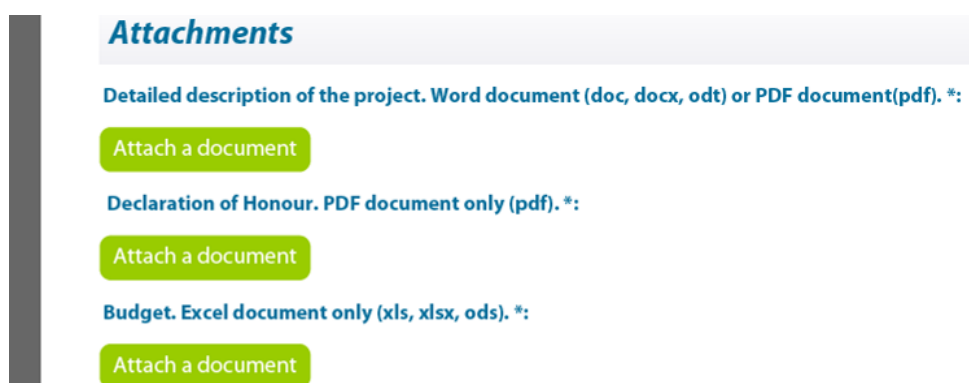 Attachments
Detailed description of the project. Word document (doc, docx, odt) or PDF document(pdf). *:
Attach a document
Declaration of Honour. PDF document only (pdf). *:
Attach a document
Budget. Excel document only (xls, xlsx, ods). *:
Attach a document